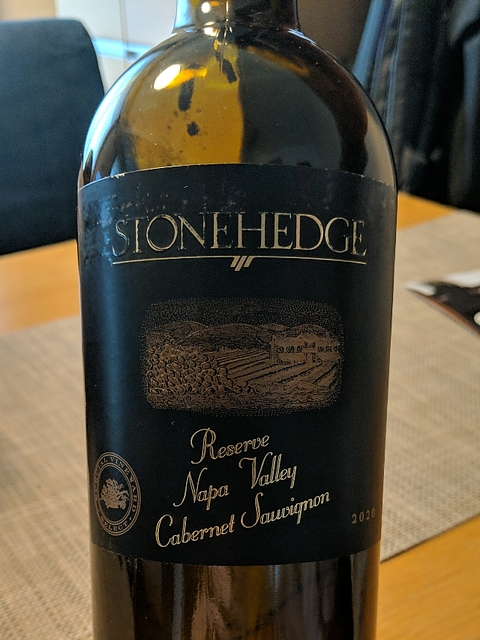 STONEHEDGE
Reserve
Napa Valley
Cabernet Sauvignon
2020